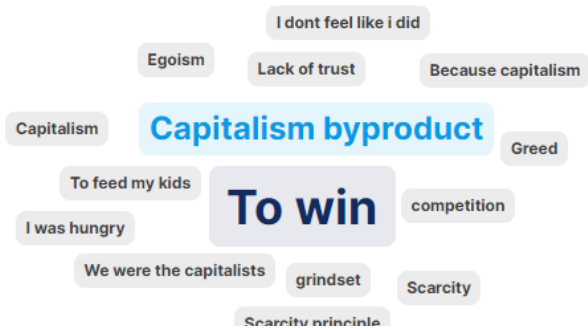 I dont feel like i did
Egoism
Lack of trust
Because capitalism
Capitalism
Capitalism byproduct
Greed
To feed my kids
To win
competition
I was hungry
We were the capitalists
grindset
Scarcity
Scarcity principle